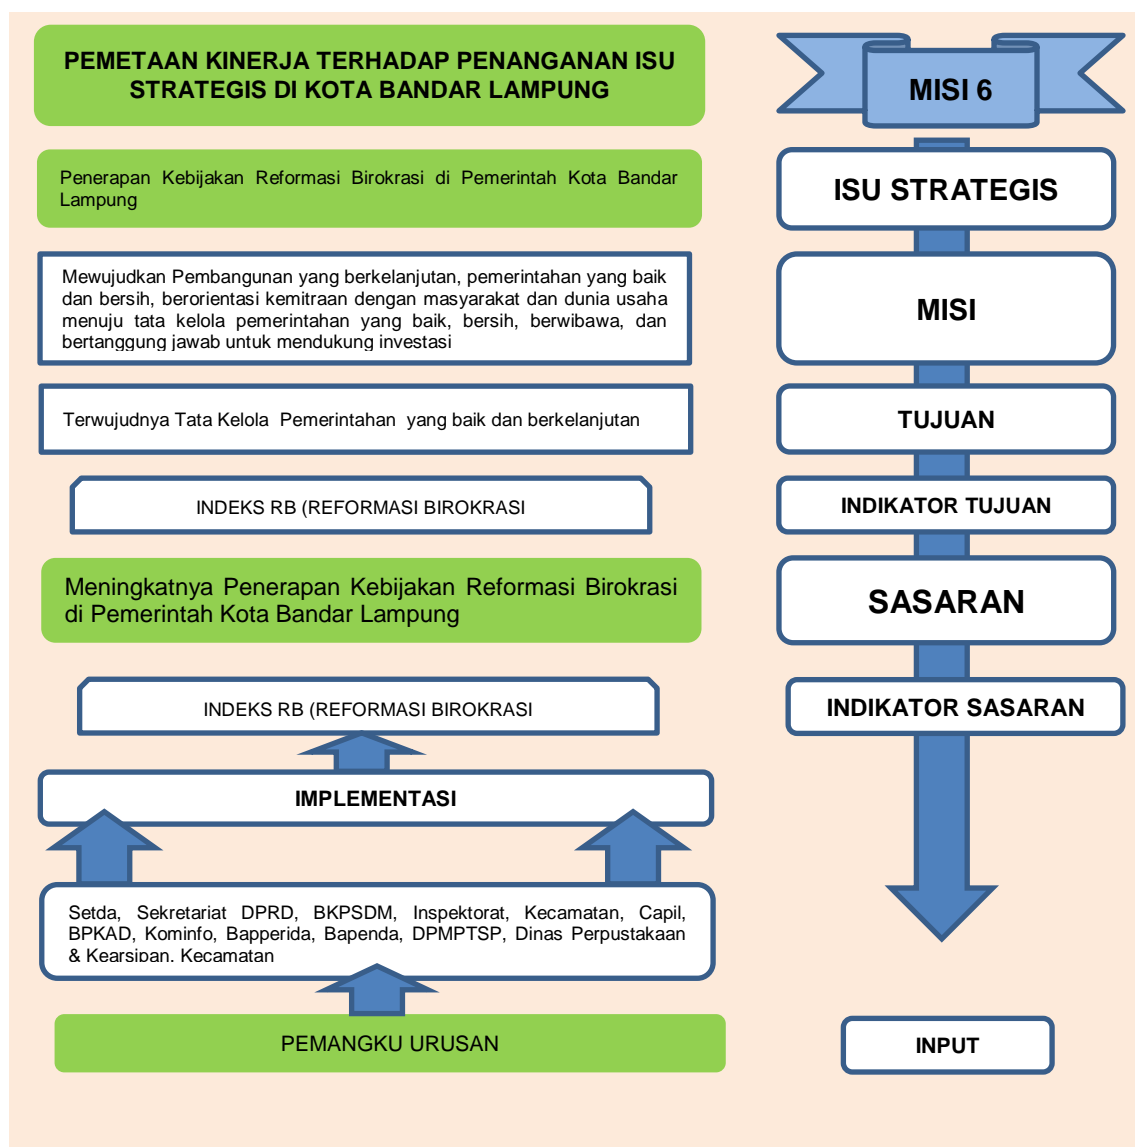 PEMETAAN KINERJA TERHADAP PENANGANAN ISU
STRATEGIS DI KOTA BANDAR LAMPUNG
MISI 6
Penerapan Kebijakan Reformasi Birokrasi di Pemerintah Kota Bandar
Lampung
ISU STRATEGIS
Mewujudkan Pembangunan yang berkelanjutan, pemerintahan yang baik
dan bersih, berorientasi kemitraan dengan masyarakat dan dunia usaha
menuju tata kelola pemerintahan yang baik, bersih, berwibawa, dan
bertanggung jawab untuk mendukung investasi
MISI
Terwujudnya Tata Kelola Pemerintahan yang baik dan berkelanjutan
TUJUAN
INDEKS RB (REFORMASI BIROKRASI
INDIKATOR TUJUAN
Meningkatnya Penerapan Kebijakan Reformasi Birokrasi
di Pemerintah Kota Bandar Lampung
SASARAN
INDEKS RB (REFORMASI BIROKRASI
INDIKATOR SASARAN
IMPLEMENTASI
Setda, Sekretariat DPRD, BKPSDM, Inspektorat, Kecamatan, Capil,
BPKAD, Kominfo, Bapperida, Bapenda, DPMPTSP, Dinas Perpustakaan
& Kearsipan, Kecamatan
PEMANGKU URUSAN
INPUT